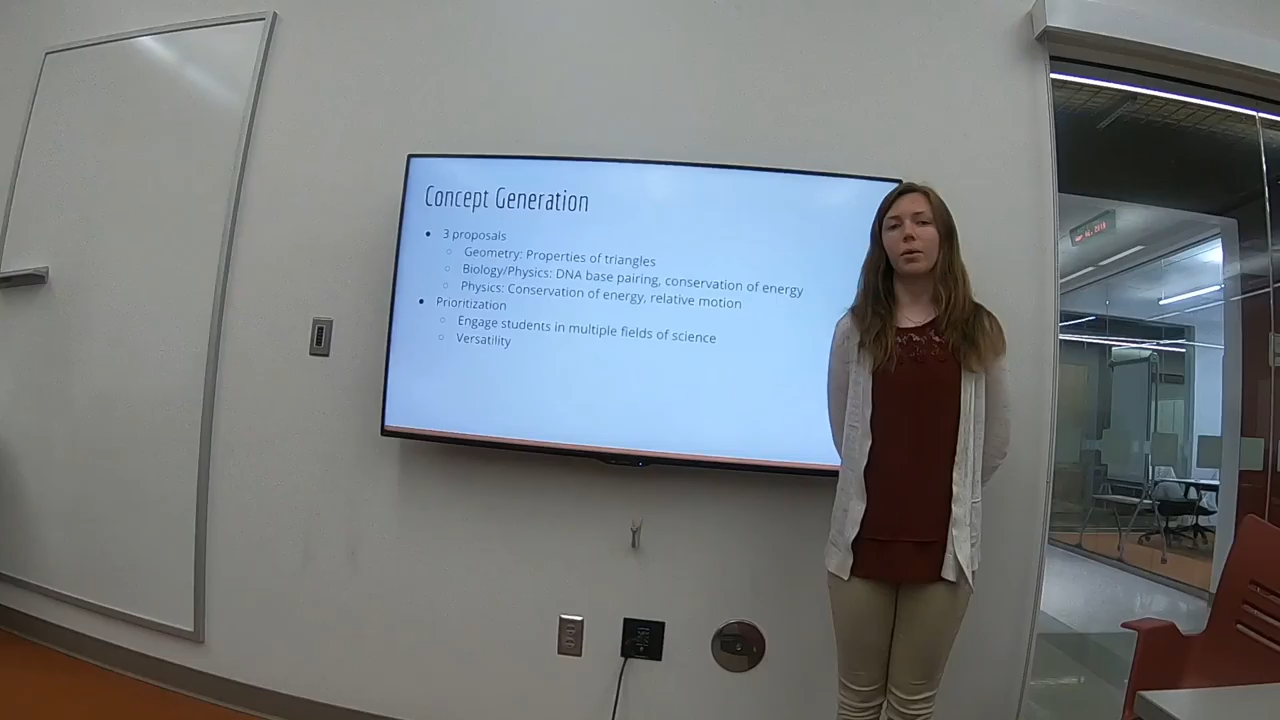 Concept Generation
● 3 proposals
○ Geometry: Properties of triangles
○ Biology/Physics: DNA base pairing, conservation of energy
○ Physics: Conservation of energy, relative motion
● Prioritization
○ Engage students in multiple fields of science
○ Versatility